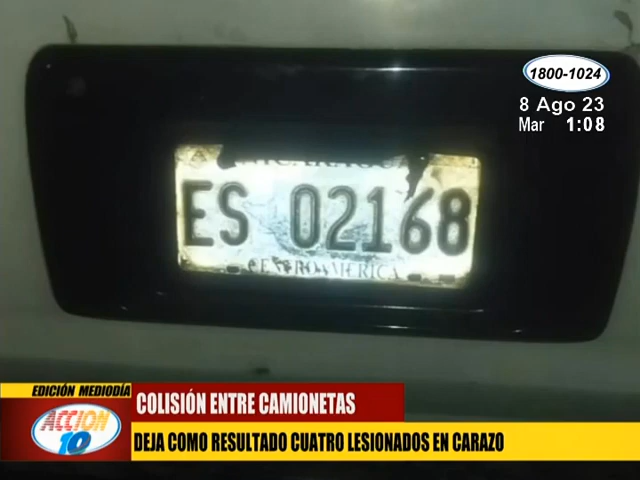 1800-1024
8 Ago 23
Mar 1:08
ES 02168
CENTROAMERICA
EDICIÓN MEDIODÍA
ACCION 10
COLISIÓN ENTRE CAMIONETAS
DEJA COMO RESULTADO CUATRO LESIONADOS EN CARAZO